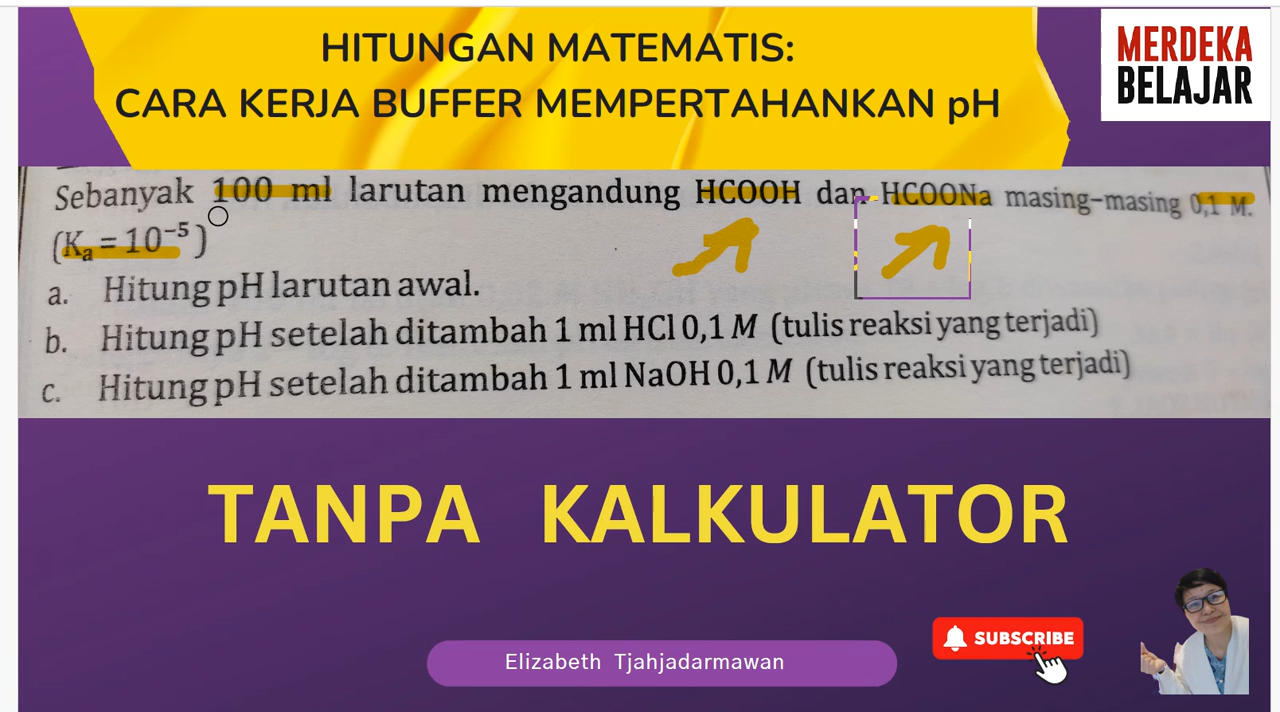 HITUNGAN MATEMATIS:
CARA KERJA BUFFER MEMPERTAHANKAN pH
MERDEKA
BELAJAR
Sebanyak 100 ml larutan mengandung HCOOH dan HCOONa masing-masing 0,1 M.
(Kₐ = 10⁻⁵)
a. Hitung pH larutan awal.
b. Hitung pH setelah ditambah 1 ml HCl 0,1 M (tulis reaksi yang terjadi)
c. Hitung pH setelah ditambah 1 ml NaOH 0,1 M (tulis reaksi yang terjadi)
TANPA KALKULATOR
SUBSCRIBE
Elizabeth Tjahjadarmawan